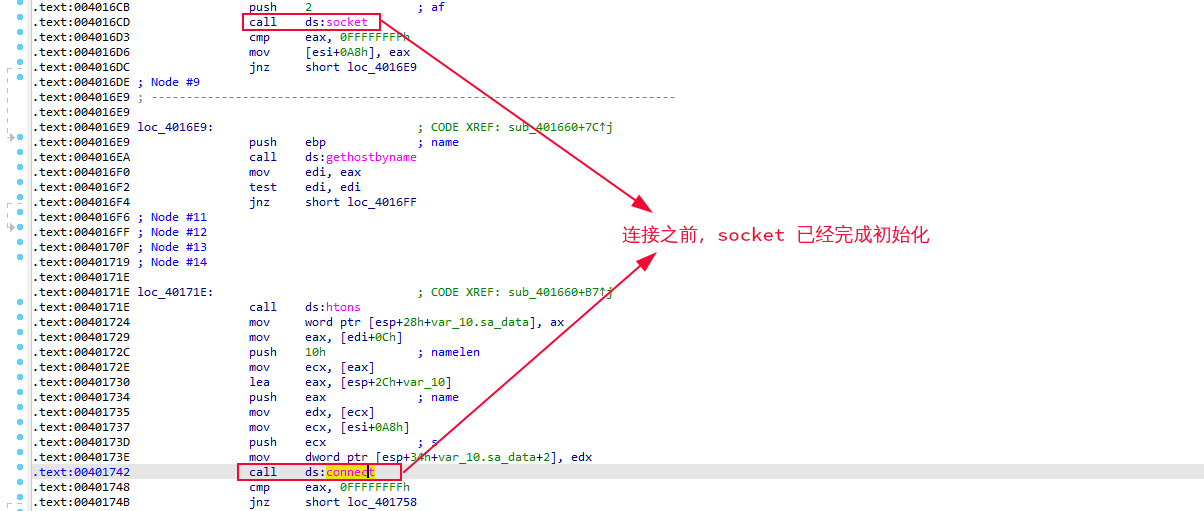 .text:004016CB push 2 ; af
.text:004016CD call ds:socket
.text:004016D3 cmp eax, 0FFFFFFFFh
.text:004016D6 mov [esi+0A8h], eax
.text:004016DC jnz short loc_4016E9
.text:004016DE ; Node #9
.text:004016E9 ; ---------------------------------------------------------------------------
.text:004016E9
.text:004016E9 loc_4016E9: ; CODE XREF: sub_401660+7C↑j
.text:004016E9 push ebp ; name
.text:004016EA call ds:gethostbyname
.text:004016F0 mov edi, eax
.text:004016F2 test edi, edi
.text:004016F4 jnz short loc_4016FF
.text:004016F6 ; Node #11
.text:004016FF ; Node #12
.text:0040170F ; Node #13
.text:00401719 ; Node #14
连接之前, socket 已经完成初始化
.text:0040171E
.text:0040171E loc_40171E: ; CODE XREF: sub_401660+B7↑j
.text:0040171E call ds:htons
.text:00401724 mov word ptr [esp+28h+var_10.sa_data], ax
.text:00401729 mov eax, [edi+0Ch]
.text:0040172C push 10h ; namelen
.text:0040172E mov ecx, [eax]
.text:00401730 lea eax, [esp+2Ch+var_10]
.text:00401734 push eax ; name
.text:00401735 mov edx, [ecx]
.text:00401737 mov ecx, [esi+0A8h]
.text:0040173D push ecx ; s
.text:0040173E mov dword ptr [esp+34h+var_10.sa_data+2], edx
.text:00401742 call ds:connect
.text:00401748 cmp eax, 0FFFFFFFFh
.text:0040174B jnz short loc_401758